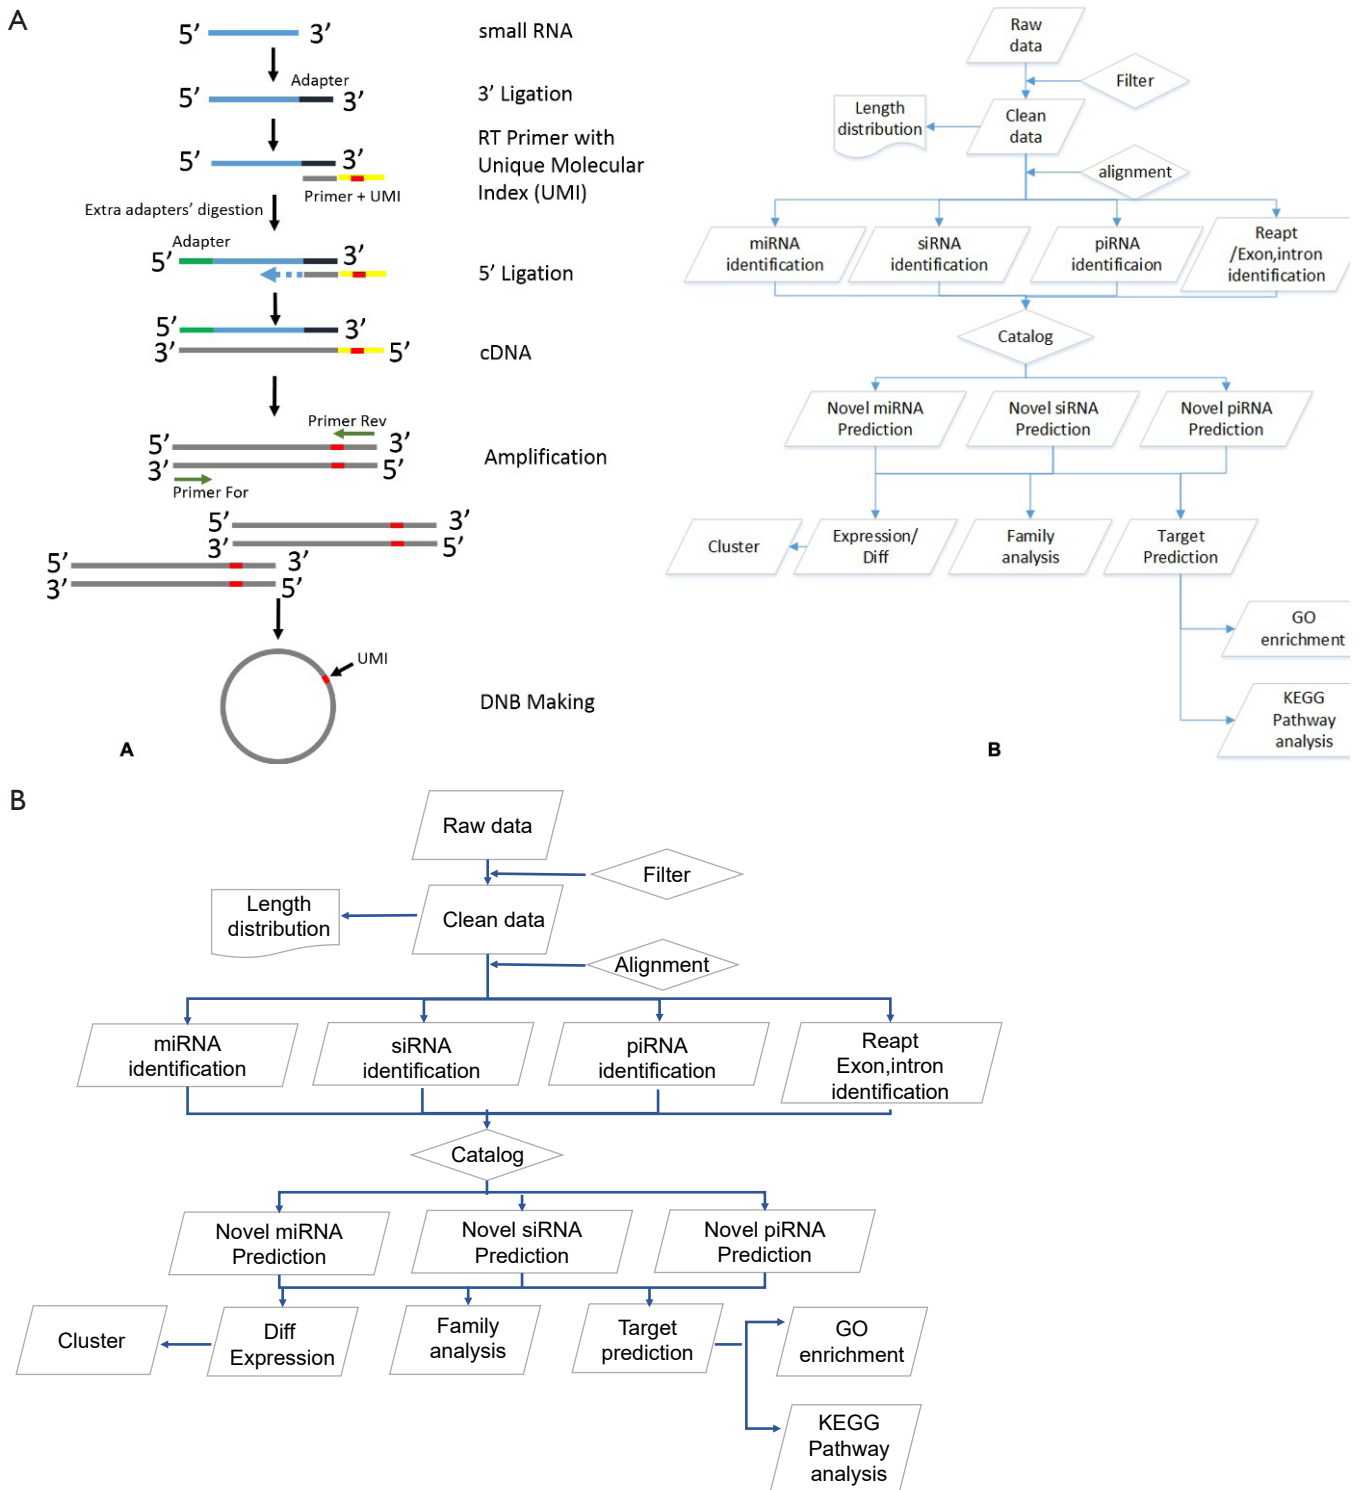 A
5’ 3’ small RNA
Adapter
5’ 3’ 3’ Ligation
5’ 3’ RT Primer with
Unique Molecular
Index (UMI)
Primer + UMI
Extra adapters’ digestion
Adapter
5’ 3’ 5’ Ligation
5’ 3’
3’ 5’ cDNA
Primer Rev
5’ 3’
3’ 5’ Amplification
Primer For
5’ 3’
3’ 5’
5’ 3’
3’ 5’
UMI
DNB Making
A
Raw
data
Filter
Length
distribution
Clean
data
alignment
miRNA
identification
siRNA
identification
piRNA
identificaion
Reapt
/Exon,intron
identification
Catalog
Novel miRNA
Prediction
Novel siRNA
Prediction
Novel piRNA
Prediction
Cluster
Expression/
Diff
Family
analysis
Target
Prediction
GO
enrichment
KEGG
Pathway
analysis
B
B
Raw data
Filter
Length
distribution
Clean data
Alignment
miRNA
identification
siRNA
identification
piRNA
identification
Reapt
Exon,intron
identification
Catalog
Novel miRNA
Prediction
Novel siRNA
Prediction
Novel piRNA
Prediction
Cluster
Diff
Expression
Family
analysis
Target
prediction
GO
enrichment
KEGG
Pathway
analysis